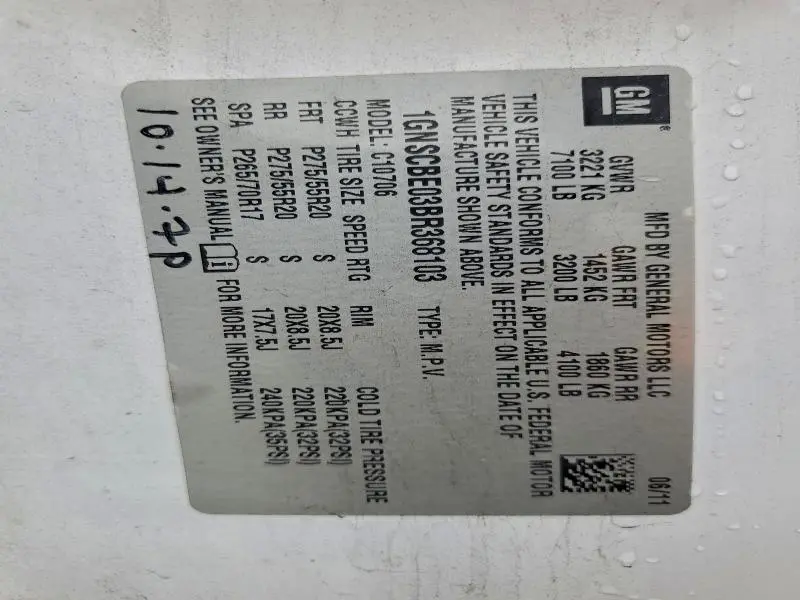 GM
MFD BY GENERAL MOTORS LLC 06/11
GVWR GAWR FRT GAWR RR
3221 KG 1452 KG 1860 KG
7100 LB 3200 LB 4100 LB
THIS VEHICLE CONFORMS TO ALL APPLICABLE U.S. FEDERAL MOTOR
VEHICLE SAFETY STANDARDS IN EFFECT ON THE DATE OF
MANUFACTURE SHOWN ABOVE.
1GNSCBE03BR368103 TYPE: M.P.V.
MODEL: C10706
CCWH TIRE SIZE SPEED RTG RIM COLD TIRE PRESSURE
FRT P275/55R20 S 20X8.5J 220KPA(32PSI)
RR P275/55R20 S 20X8.5J 220KPA(32PSI)
SPA P265/70R17 S 17X7.5J 240KPA(35PSI)
SEE OWNER'S MANUAL FOR MORE INFORMATION.
10.14.7p